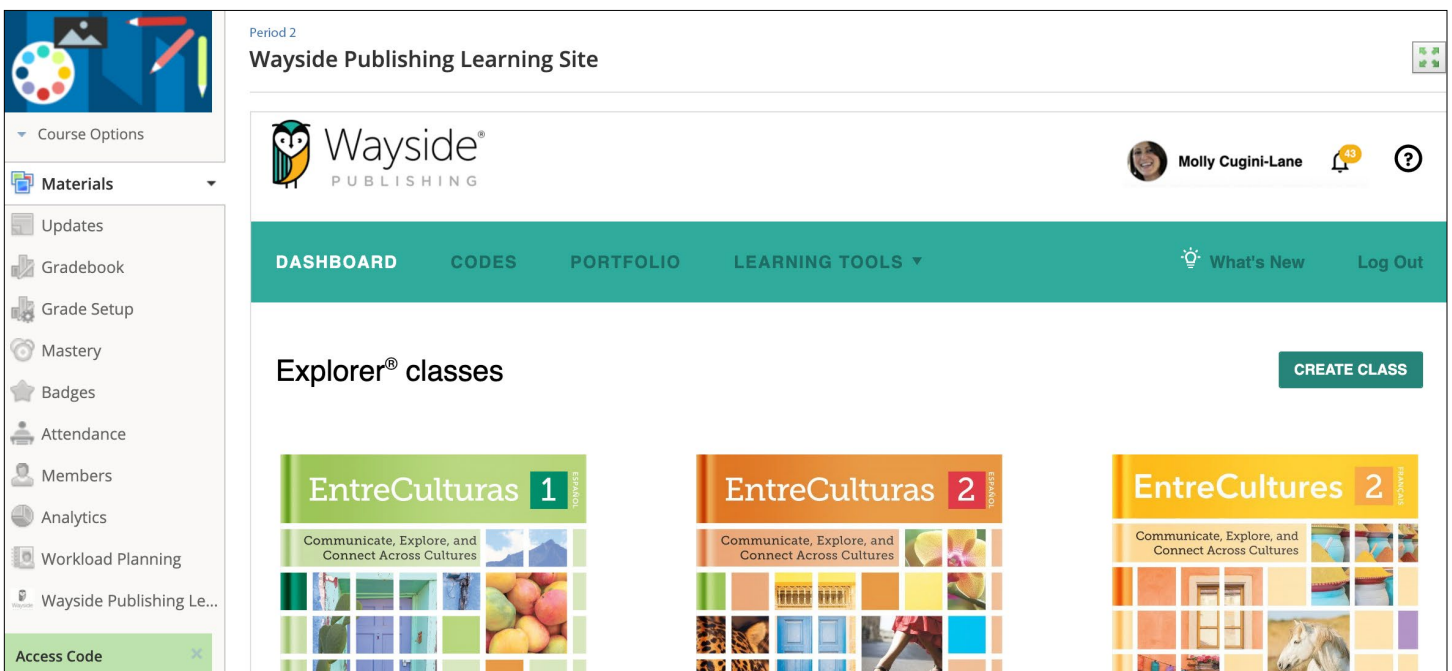 Period 2
Wayside Publishing Learning Site
Course Options
Materials
Updates
Gradebook
Grade Setup
Mastery
Badges
Attendance
Members
Analytics
Workload Planning
Wayside Publishing Le...
Access Code
Wayside®
PUBLISHING
Molly Cugini-Lane
43
?
DASHBOARD CODES PORTFOLIO LEARNING TOOLS What's New Log Out
Explorer® classes
CREATE CLASS
EntreCulturas 1
ESPAÑOL
Communicate, Explore, and
Connect Across Cultures
EntreCulturas 2
ESPAÑOL
Communicate, Explore, and
Connect Across Cultures
EntreCultures 2
FRANÇAIS
Communicate, Explore, and
Connect Across Cultures